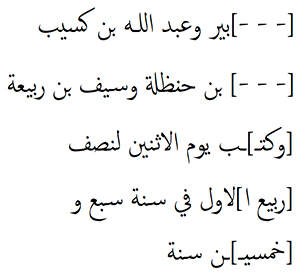 [- - -]بير وعبد الله بن كسيب
[- - -] بن حنظلة وسيف بن ربيعة
[وكتـ]ـب يوم الاثنين لنصف
[ربيع ا]لاول في سنة سبع و
[خمسيـ]ـن سنة